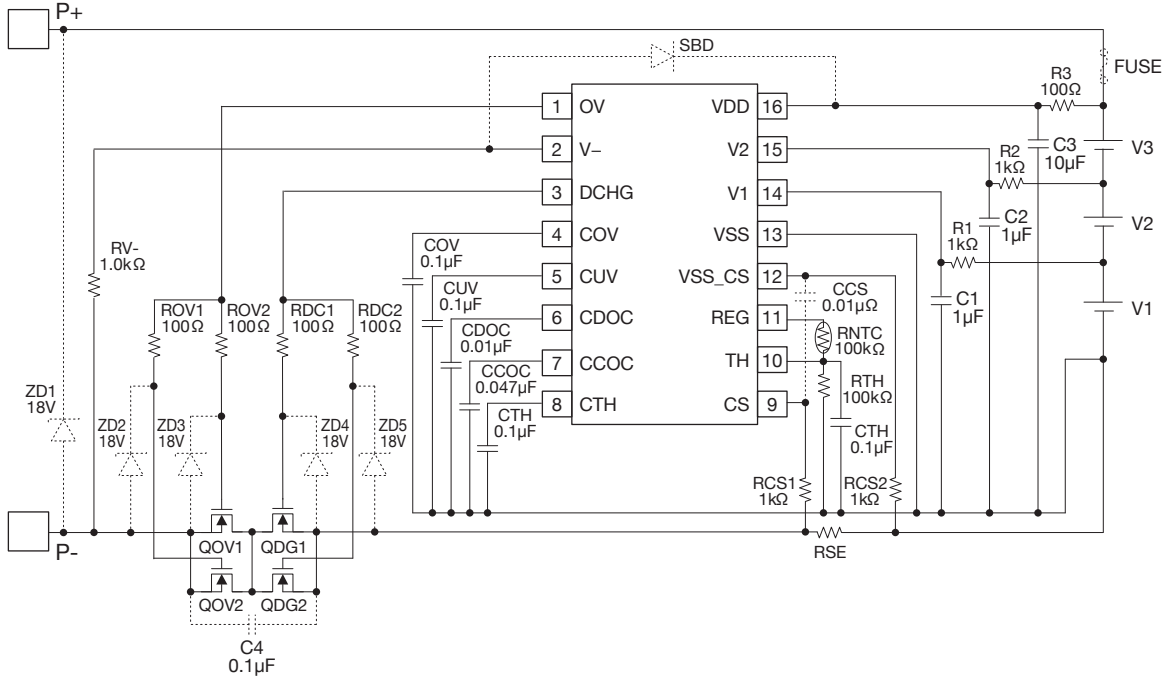 P+
SBD
FUSE
R3
100Ω
1 OV
VDD 16
2 V–
V2 15
R2
1kΩ
C3
10µF
V3
3 DCHG
V1 14
4 COV
VSS 13
R1
1kΩ
C2
1µF
V2
RV-
1.0kΩ
COV
0.1µF
5 CUV
VSS_CS 12
CUV
0.1µF
CCS
0.01µΩ
C1
1µF
V1
ROV1
100Ω
ROV2
100Ω
RDC1
100Ω
RDC2
100Ω
6 CDOC
REG 11
CDOC
0.01µF
RNTC
100kΩ
7 CCOC
TH 10
CCOC
0.047µF
RTH
100kΩ
8 CTH
CS 9
CTH
0.1µF
CTH
0.1µF
ZD1
18V
ZD2
18V
ZD3
18V
ZD4
18V
ZD5
18V
RCS1
1kΩ
RCS2
1kΩ
P-
QOV1
QDG1
RSE
QOV2
QDG2
C4
0.1µF